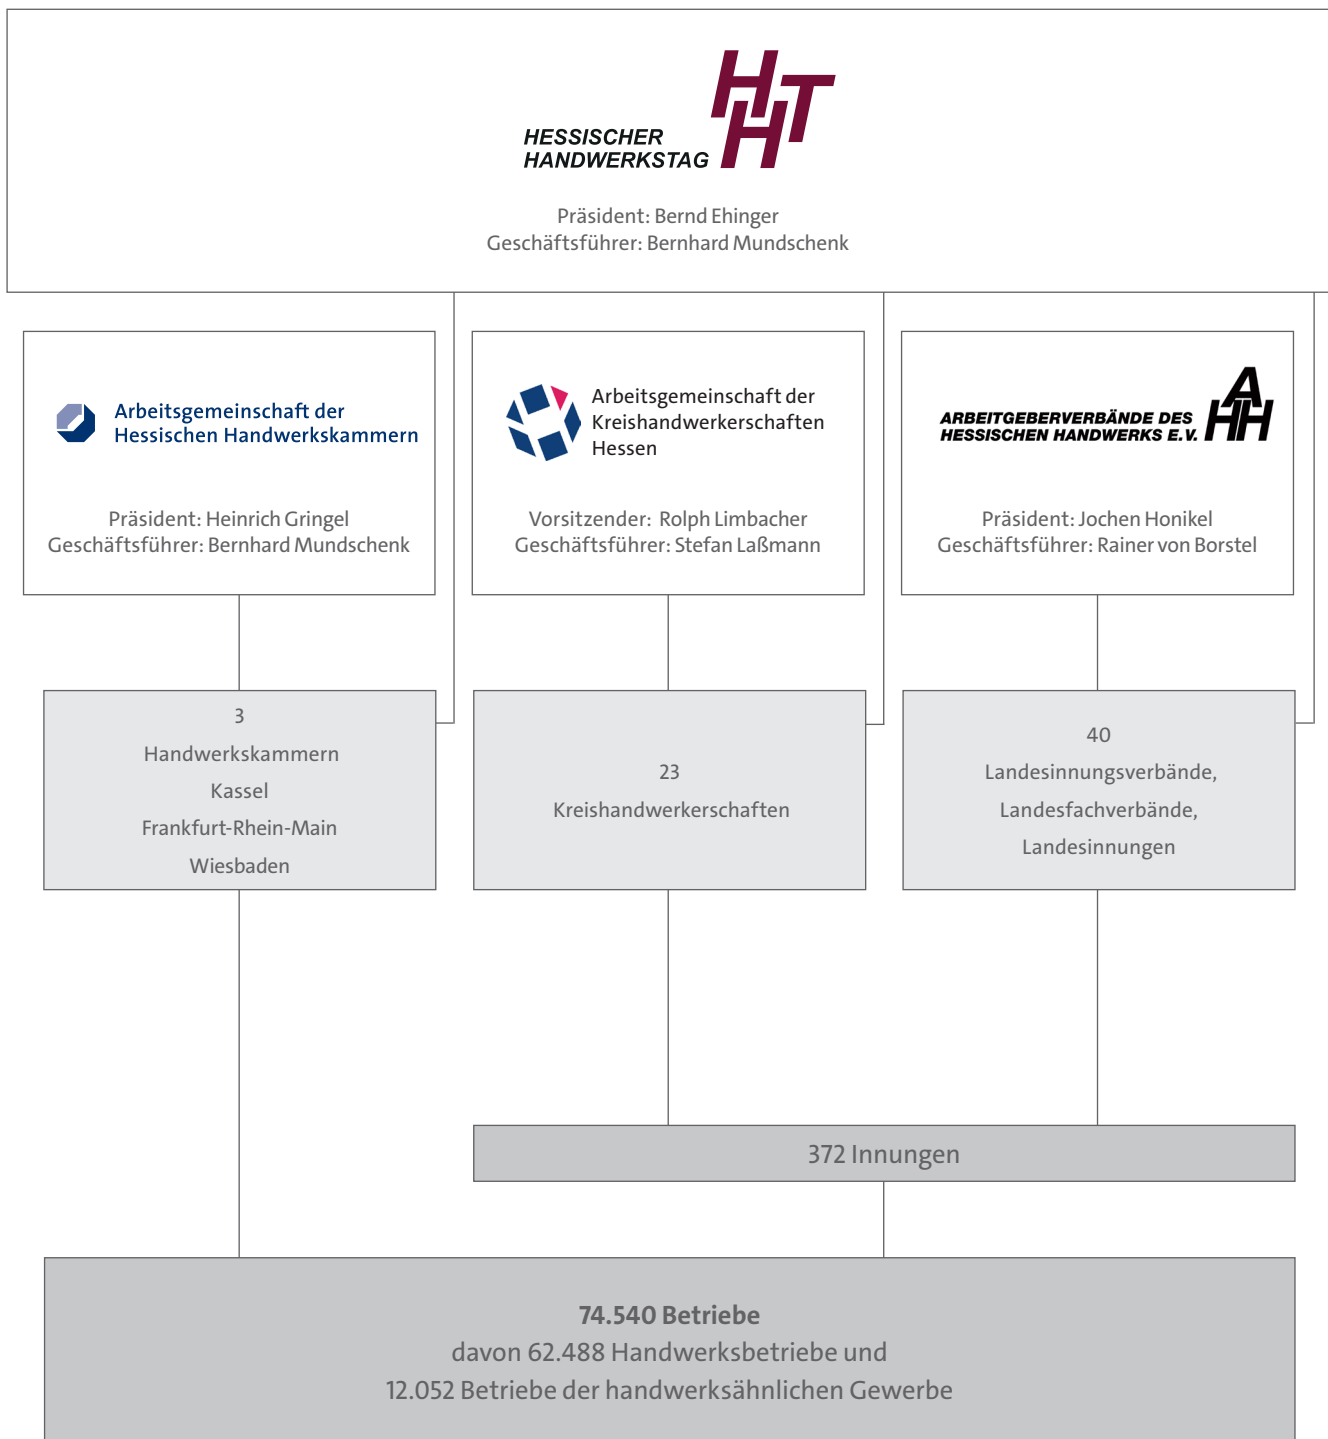 HHT
HESSISCHER
HANDWERKSTAG
Präsident: Bernd Ehinger
Geschäftsführer: Bernhard Mundschenk
Arbeitsgemeinschaft der
Hessischen Handwerkskammern
Präsident: Heinrich Gringel
Geschäftsführer: Bernhard Mundschenk
Arbeitsgemeinschaft der
Kreishandwerkerschaften
Hessen
Vorsitzender: Rolph Limbacher
Geschäftsführer: Stefan Laßmann
AHH
ARBEITGEBERVERBÄNDE DES
HESSISCHEN HANDWERKS E.V.
Präsident: Jochen Honikel
Geschäftsführer: Rainer von Borstel
3
Handwerkskammern
Kassel
Frankfurt-Rhein-Main
Wiesbaden
23
Kreishandwerkerschaften
40
Landesinnungsverbände,
Landesfachverbände,
Landesinnungen
372 Innungen
74.540 Betriebe
davon 62.488 Handwerksbetriebe und
12.052 Betriebe der handwerksähnlichen Gewerbe